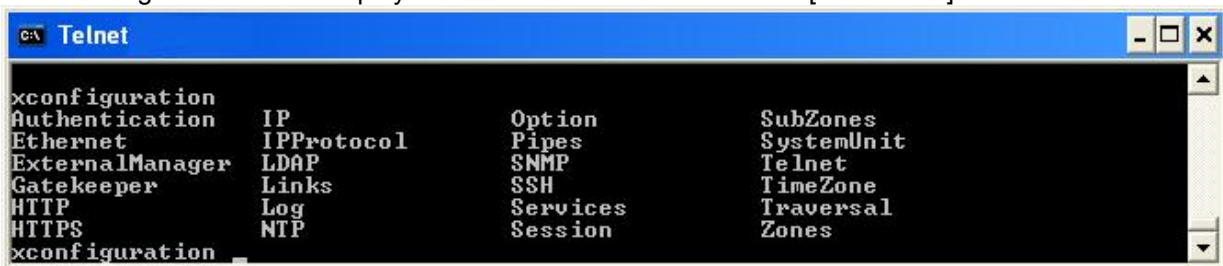 Telnet
xconfiguration
Authentication IP Option SubZones
Ethernet IPProtocol Pipes SystemUnit
ExternalManager LDAP SNMP Telnet
Gatekeeper Links SSH TimeZone
HTTP Log Services Traversal
HTTPS NTP Session Zones
xconfiguration _